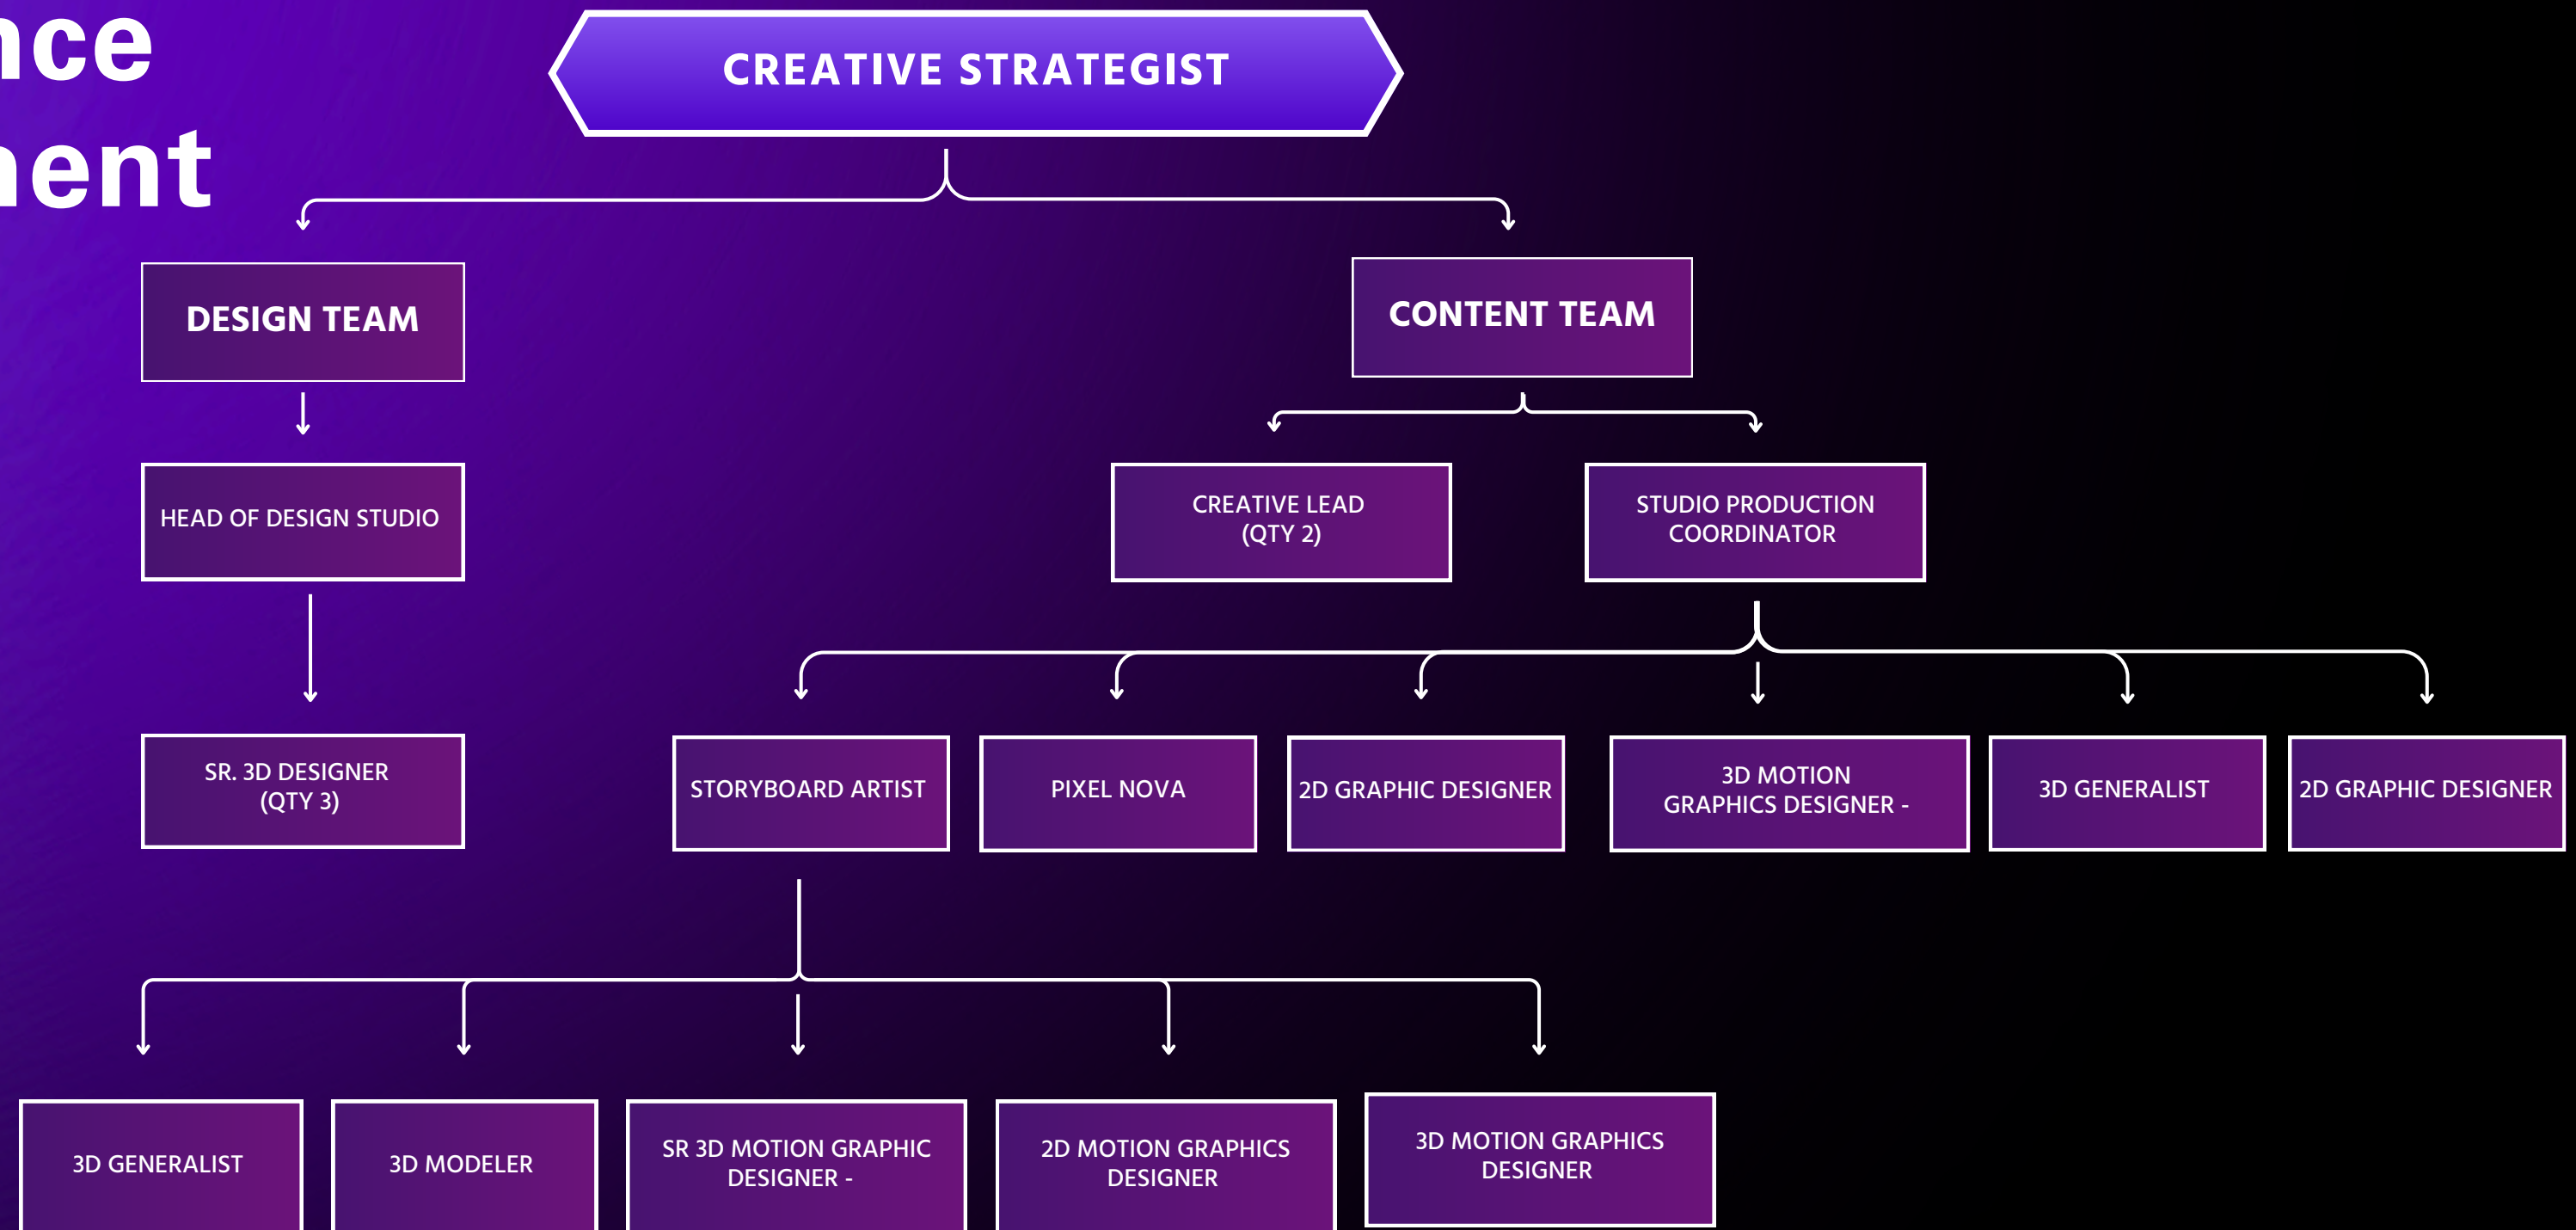 CREATIVE STRATEGIST
DESIGN TEAM
CONTENT TEAM
HEAD OF DESIGN STUDIO
CREATIVE LEAD
(QTY 2)
STUDIO PRODUCTION
COORDINATOR
SR. 3D DESIGNER
(QTY 3)
STORYBOARD ARTIST
PIXEL NOVA
2D GRAPHIC DESIGNER
3D MOTION
GRAPHICS DESIGNER -
3D GENERALIST
2D GRAPHIC DESIGNER
3D GENERALIST
3D MODELER
SR 3D MOTION GRAPHIC
DESIGNER -
2D MOTION GRAPHICS
DESIGNER
3D MOTION GRAPHICS
DESIGNER